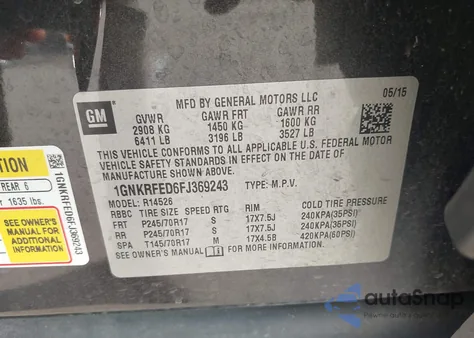 MFD BY GENERAL MOTORS LLC
05/15
GM
GVWR GAWR FRT GAWR RR
2908 KG 1450 KG 1600 KG
6411 LB 3196 LB 3527 LB
THIS VEHICLE CONFORMS TO ALL APPLICABLE U.S. FEDERAL MOTOR
VEHICLE SAFETY STANDARDS IN EFFECT ON THE DATE OF
MANUFACTURE SHOWN ABOVE.
1GNKRFED6FJ369243 TYPE: M.P.V.
MODEL: R14526
RBBC TIRE SIZE SPEED RTG RIM COLD TIRE PRESSURE
FRT P245/70R17 S 17X7.5J 240KPA(35PSI)
RR P245/70R17 S 17X7.5J 240KPA(35PSI)
SPA T145/70R17 M 17X4.5B 420KPA(60PSI)
SEE OWNER'S MANUAL FOR MORE INFORMATION.
REAR 6
1635 lbs.
SEE OWNER'S
MANUAL FOR
ADDITIONAL
INFORMATION
1GNKRFED6FJ369243
autoSnap